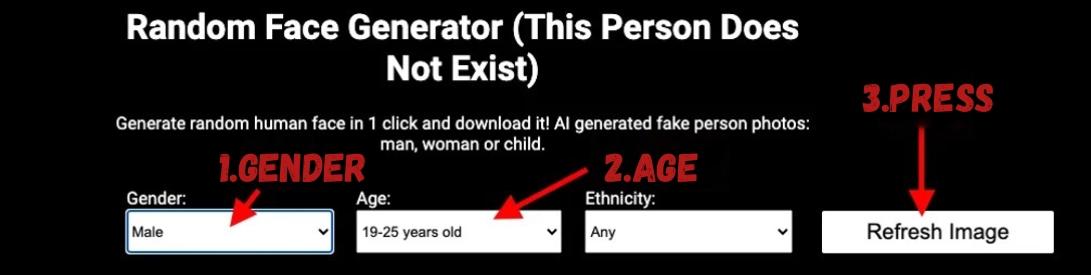 Random Face Generator (This Person Does
Not Exist)
3.PRESS
Generate random human face in 1 click and download it! AI generated fake person photos:
man, woman or child.
1.GENDER
2.AGE
Gender:
Age:
Ethnicity:
Male
19-25 years old
Any
Refresh Image